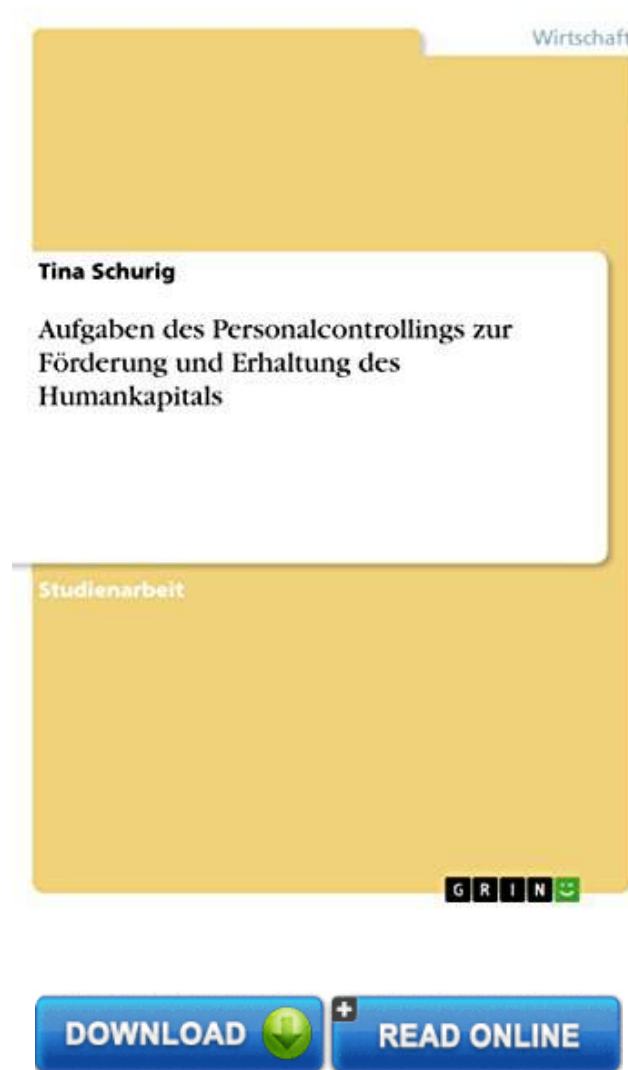 Wirtschaft
Tina Schurig
Aufgaben des Personalcontrollings zur
Förderung und Erhaltung des
Humankapitals
Studienarbeit
GRIN
DOWNLOAD
READ ONLINE